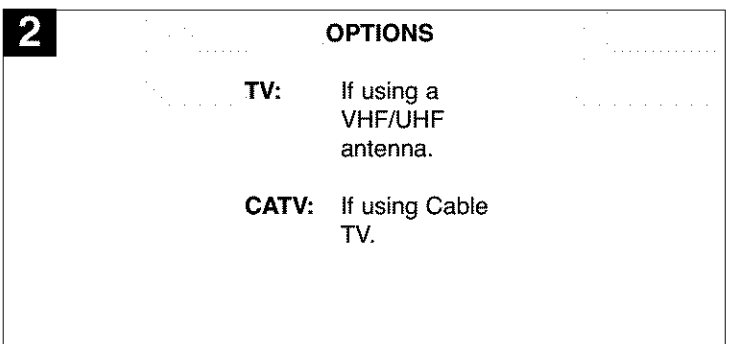 2
OPTIONS
TV: If using a
VHF/UHF
antenna.
CATV: If using Cable
TV.